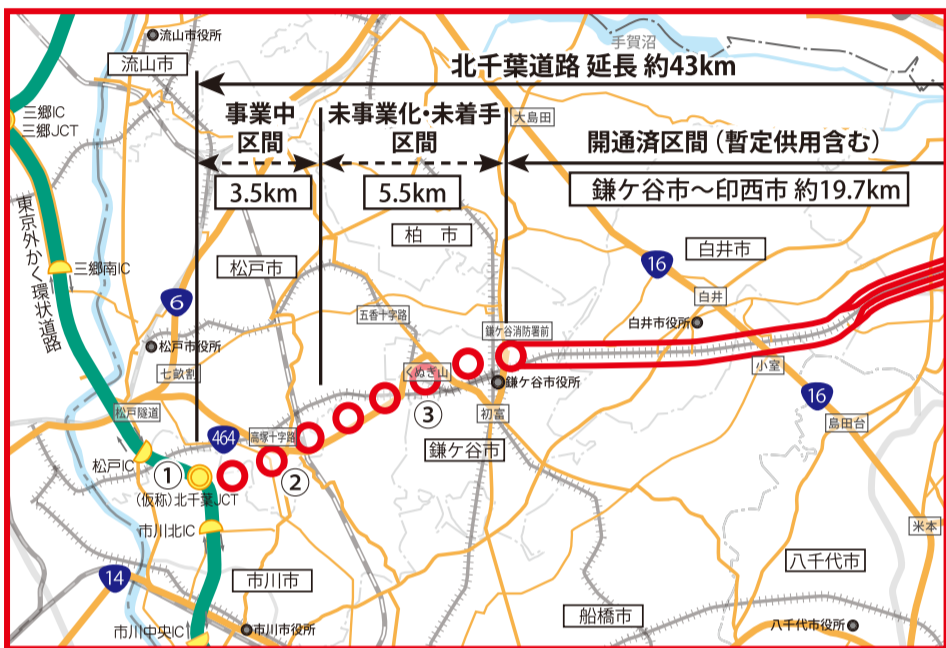 流山市役所
流山市
手賀沼
北千葉道路 延長 約43km
事業中
区間
未事業化・未着手
区間
大島田
開通済区間（暫定供用含む）
3.5km
5.5km
鎌ケ谷市～印西市 約19.7km
三郷IC
三郷JCT
東京外かく環状道路
三郷南IC
柏 市
白井市
松戸市
16
6
白井
五香十字路
鎌ケ谷消防署前
白井市役所
松戸市役所
小室
七畝割
くぬぎ山
鎌ケ谷市役所
16
松戸隧道
初富
島田台
464
高塚十字路
③
鎌ケ谷市
松戸IC
①
②
(仮称)北千葉JCT
市川北IC
米本
八千代市
14
市川市
船橋市
市川中央IC
市川市役所
八千代市役所